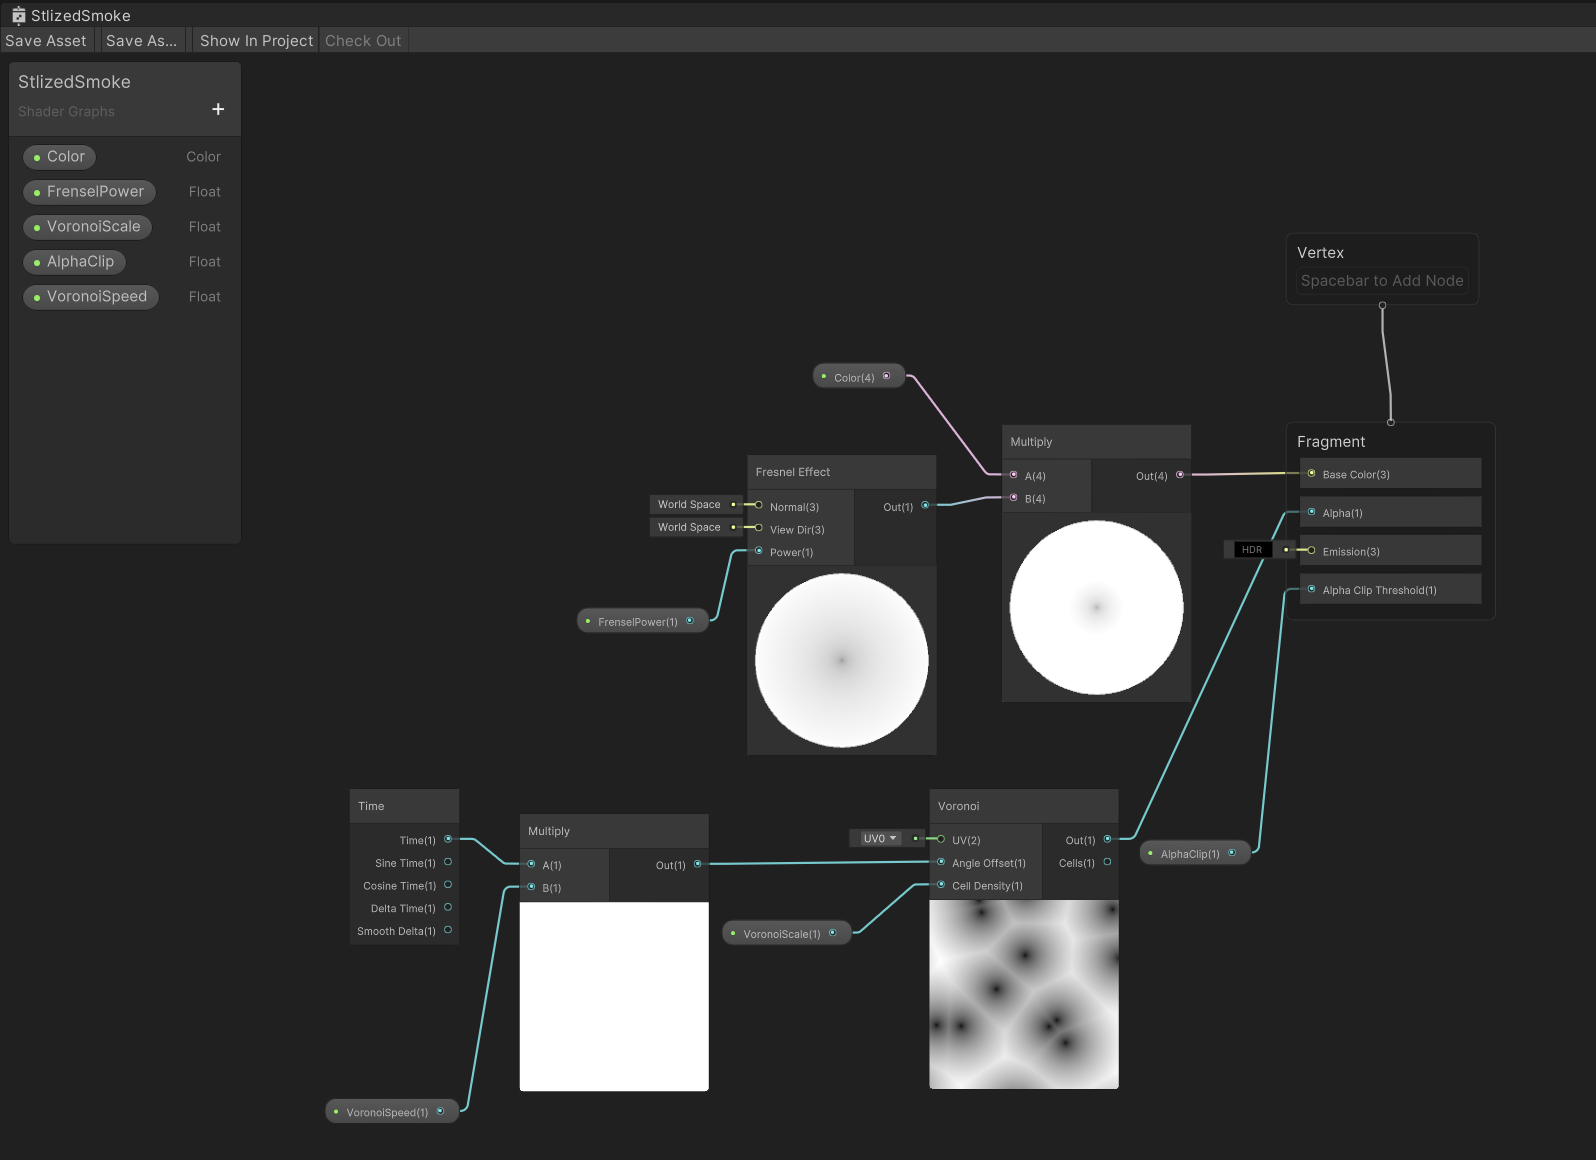 StlizedSmoke
Save Asset
Save As...
Show In Project
Check Out
StlizedSmoke
Shader Graphs
+
Color Color
FrenselPower Float
VoronoiScale Float
AlphaClip Float
VoronoiSpeed Float
Vertex
Spacebar to Add Node
Color(4)
Multiply
A(4) Out(4)
B(4)
Fragment
Base Color(3)
Alpha(1)
HDR
Emission(3)
Alpha Clip Threshold(1)
Fresnel Effect
World Space
Normal(3) Out(1)
World Space
View Dir(3)
Power(1)
FrenselPower(1)
Time
Time(1)
Sine Time(1)
Cosine Time(1)
Delta Time(1)
Smooth Delta(1)
Multiply
A(1) Out(1)
B(1)
Voronoi
UV0
UV(2) Out(1)
Angle Offset(1) Cells(1)
Cell Density(1)
AlphaClip(1)
VoronoiScale(1)
VoronoiSpeed(1)